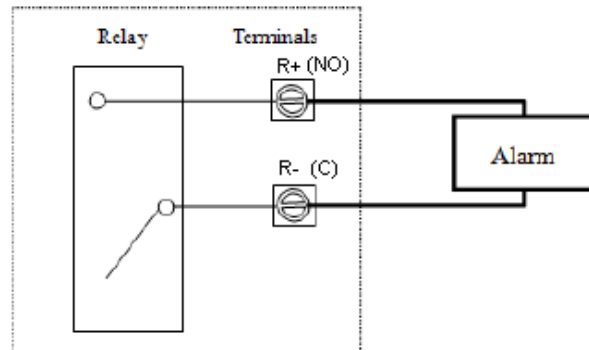 Relay Terminals
R+ (NO)
Alarm
R- (C)